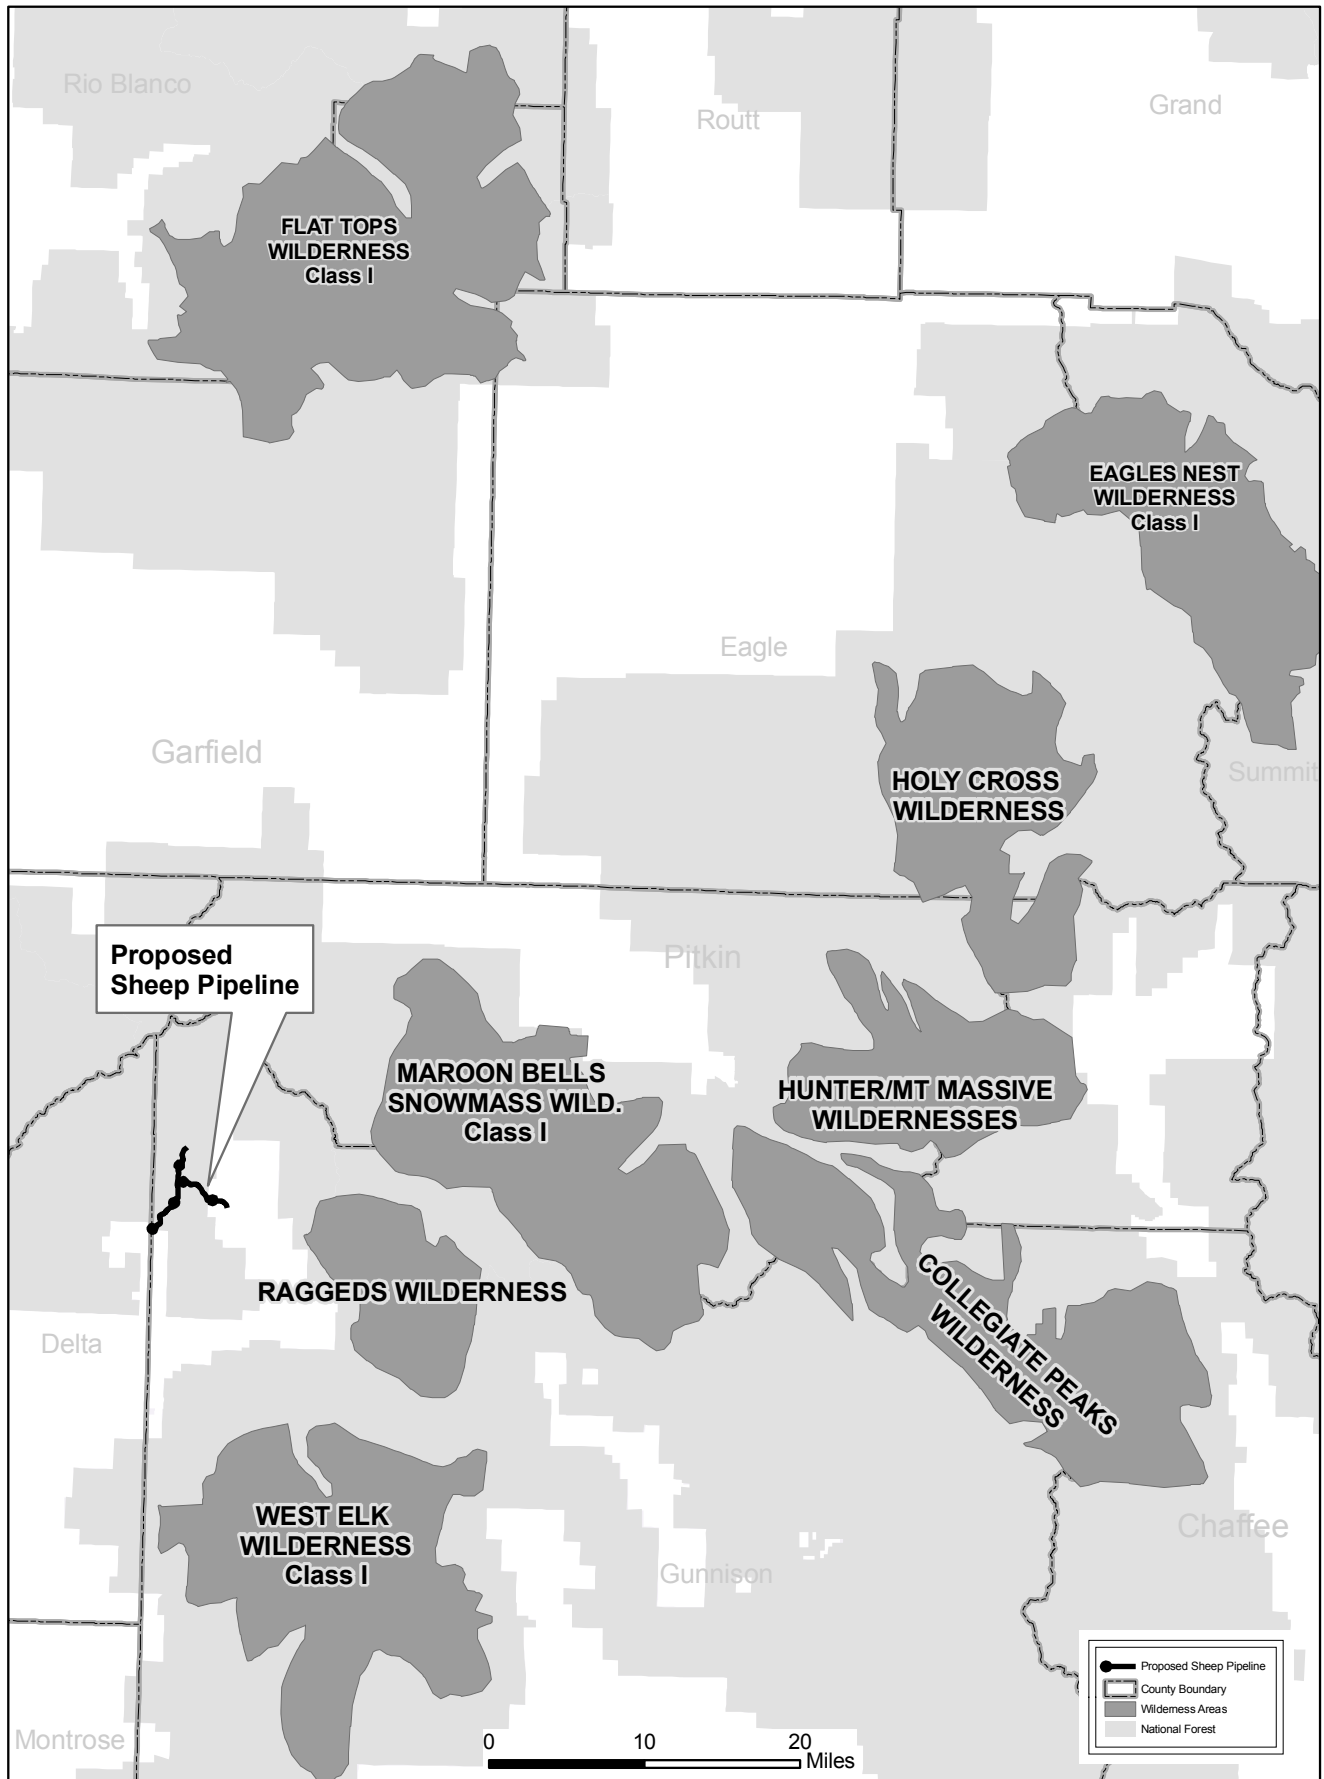 Rio Blanco
Routt
Grand
FLAT TOPS
WILDERNESS
Class I
EAGLES NEST
WILDERNESS
Class I
Eagle
Garfield
Summit
HOLY CROSS
WILDERNESS
Proposed
Sheep Pipeline
Pitkin
MAROON BELLS
SNOWMASS WILD.
Class I
HUNTER/MT MASSIVE
WILDERNESSES
RAGGEDS WILDERNESS
COLLEGIATE PEAKS
WILDERNESS
Delta
WEST ELK
WILDERNESS
Class I
Gunnison
Chaffee
Montrose
0 10 20
Miles
Proposed Sheep Pipeline
County Boundary
Wilderness Areas
National Forest